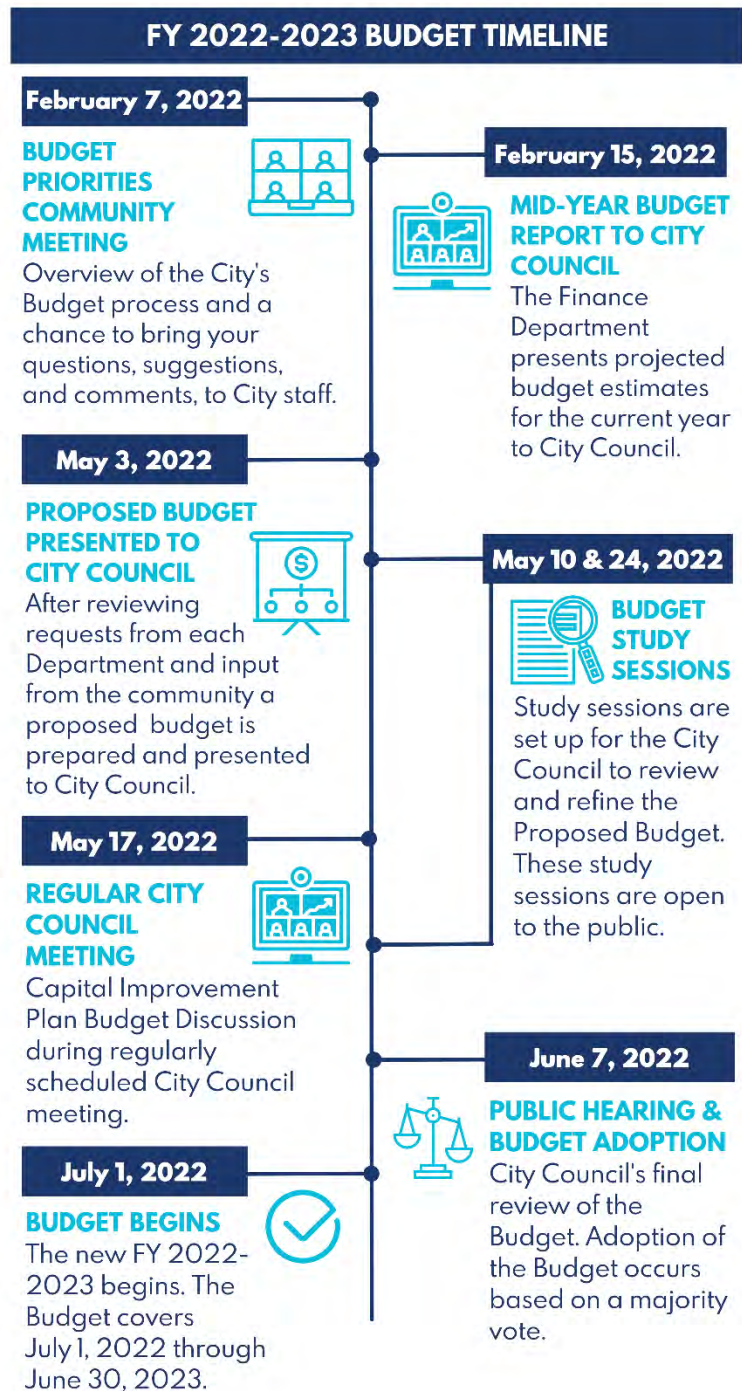 FY 2022-2023 BUDGET TIMELINE
February 7, 2022
BUDGET
PRIORITIES
COMMUNITY
MEETING
Overview of the City's
Budget process and a
chance to bring your
questions, suggestions,
and comments, to City staff.
February 15, 2022
MID-YEAR BUDGET
REPORT TO CITY
COUNCIL
The Finance
Department
presents projected
budget estimates
for the current year
to City Council.
May 3, 2022
PROPOSED BUDGET
PRESENTED TO
CITY COUNCIL
$
After reviewing
requests from each
Department and input
from the community a
proposed budget is
prepared and presented
to City Council.
May 10 & 24, 2022
BUDGET
STUDY
SESSIONS
Study sessions are
set up for the City
Council to review
and refine the
Proposed Budget.
These study
sessions are open
to the public.
May 17, 2022
REGULAR CITY
COUNCIL
MEETING
Capital Improvement
Plan Budget Discussion
during regularly
scheduled City Council
meeting.
June 7, 2022
PUBLIC HEARING &
BUDGET ADOPTION
City Council's final
review of the
Budget. Adoption of
the Budget occurs
based on a majority
vote.
July 1, 2022
BUDGET BEGINS
The new FY 2022-
2023 begins. The
Budget covers
July 1, 2022 through
June 30, 2023.